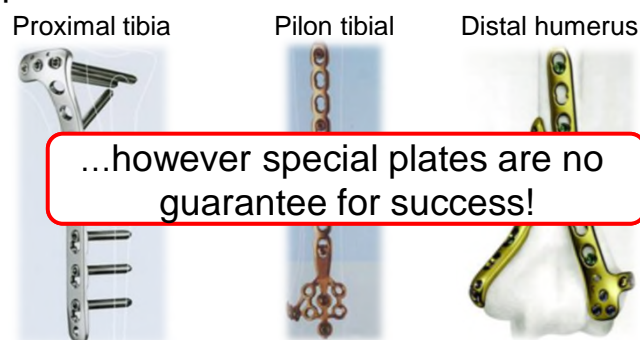 Proximal tibia Pilon tibial Distal humerus
...however special plates are no
guarantee for success!